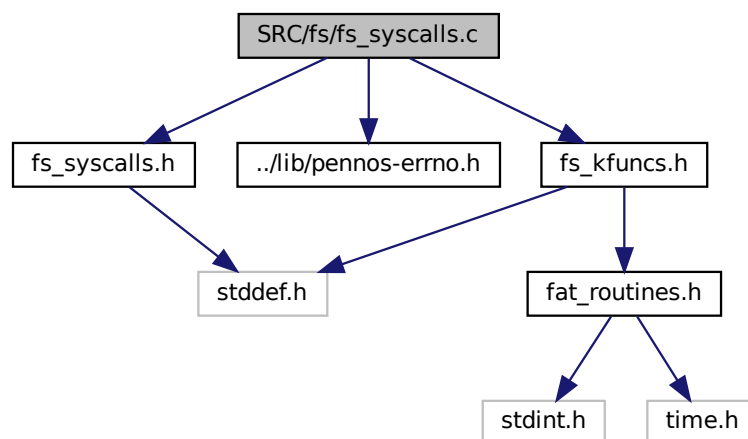 SRC/fs/fs_syscalls.c
fs_syscalls.h
../lib/pennos-errno.h
fs_kfuncs.h
stddef.h
fat_routines.h
stdint.h
time.h